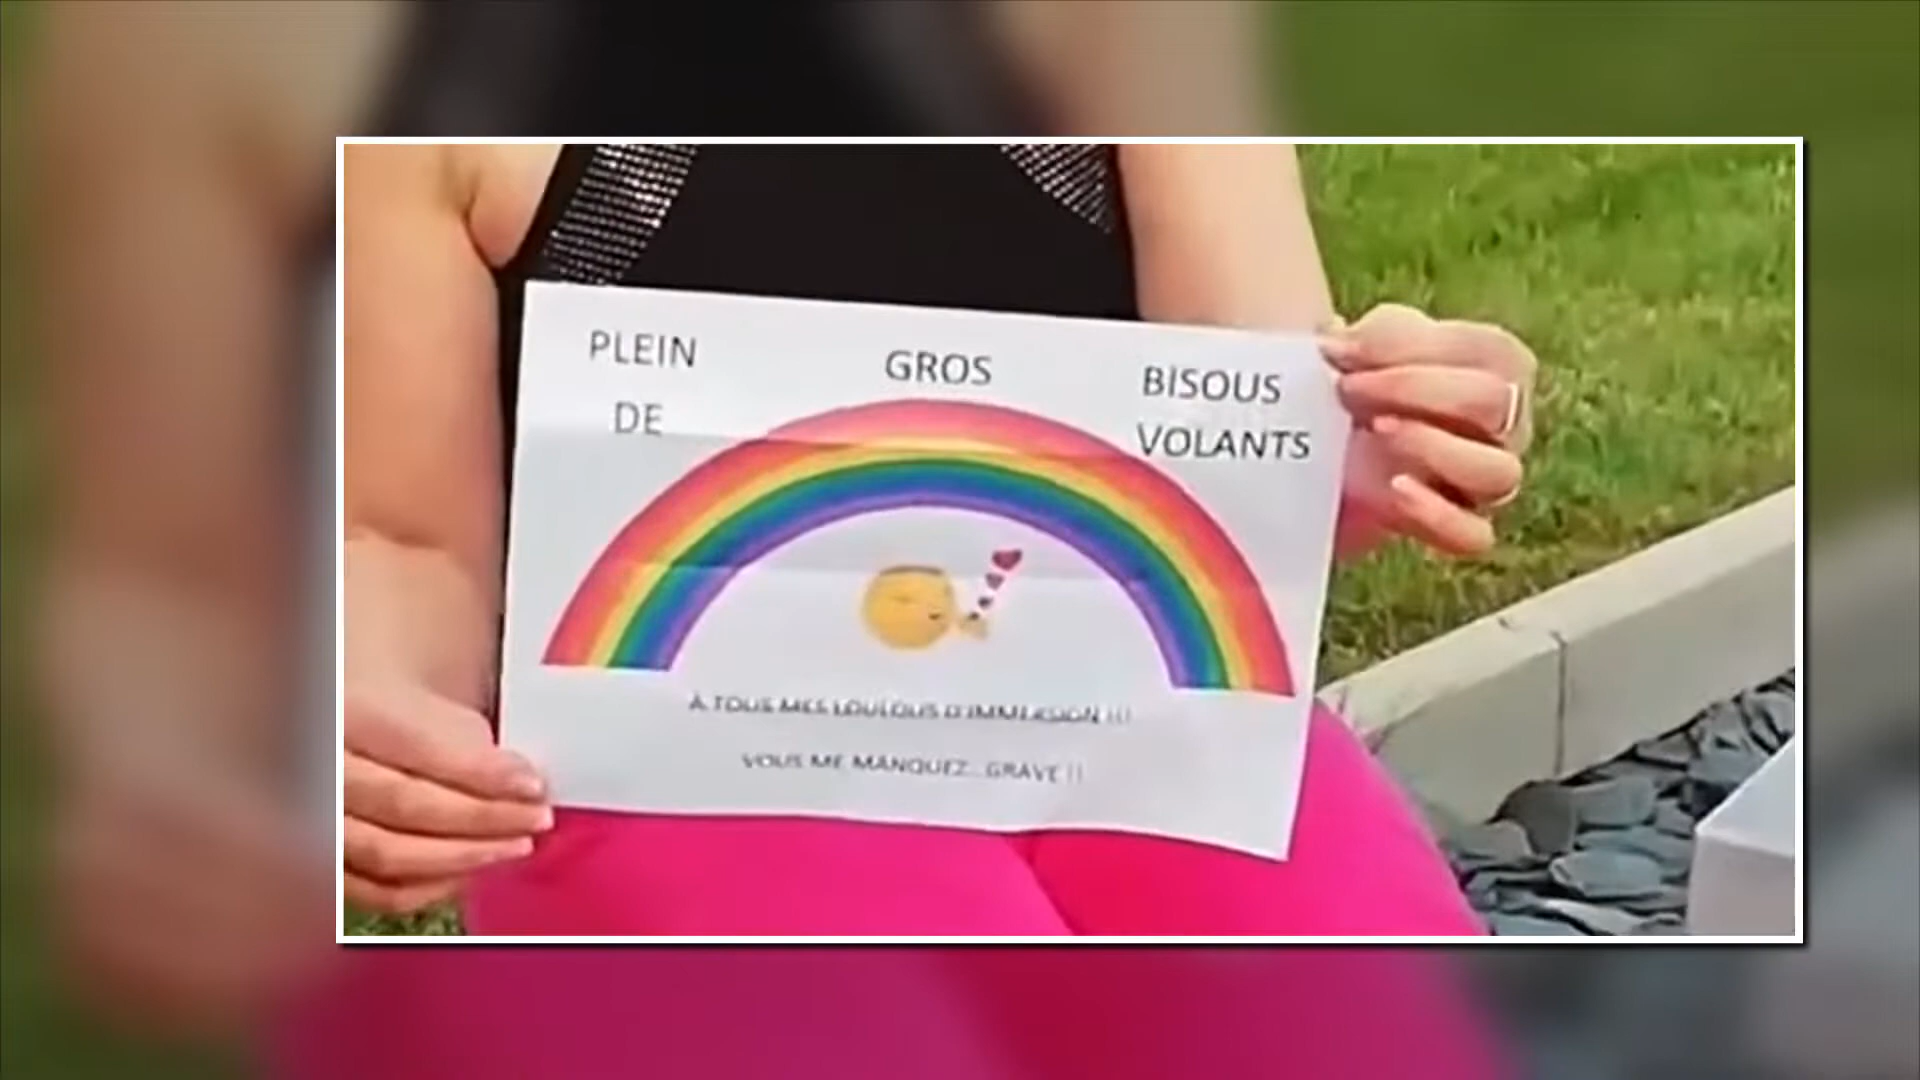 PLEIN
DE
GROS
BISOUS
VOLANTS
À TOUS MES LOULOUS D'IMMERSION !!!
VOUS ME MANQUEZ...GRAVE !!